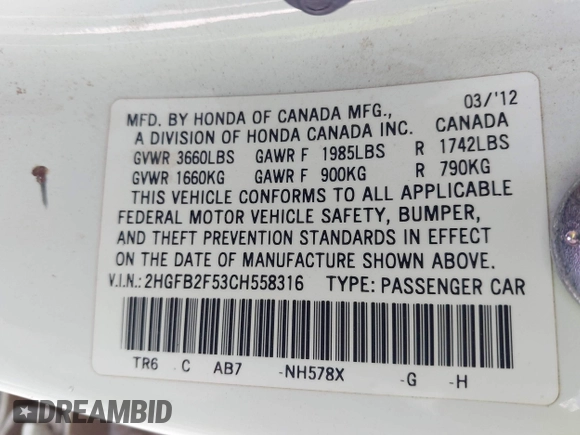 03/'12
MFD. BY HONDA OF CANADA MFG., CANADA
A DIVISION OF HONDA CANADA INC.
GVWR 3660LBS GAWR F 1985LBS R 1742LBS
GVWR 1660KG GAWR F 900KG R 790KG
THIS VEHICLE CONFORMS TO ALL APPLICABLE
FEDERAL MOTOR VEHICLE SAFETY, BUMPER,
AND THEFT PREVENTION STANDARDS IN EFFECT
ON THE DATE OF MANUFACTURE SHOWN ABOVE.
V.I.N.: 2HGFB2F53CH558316 TYPE: PASSENGER CAR
TR6 C AB7 -NH578X -G -H
DREAMBID